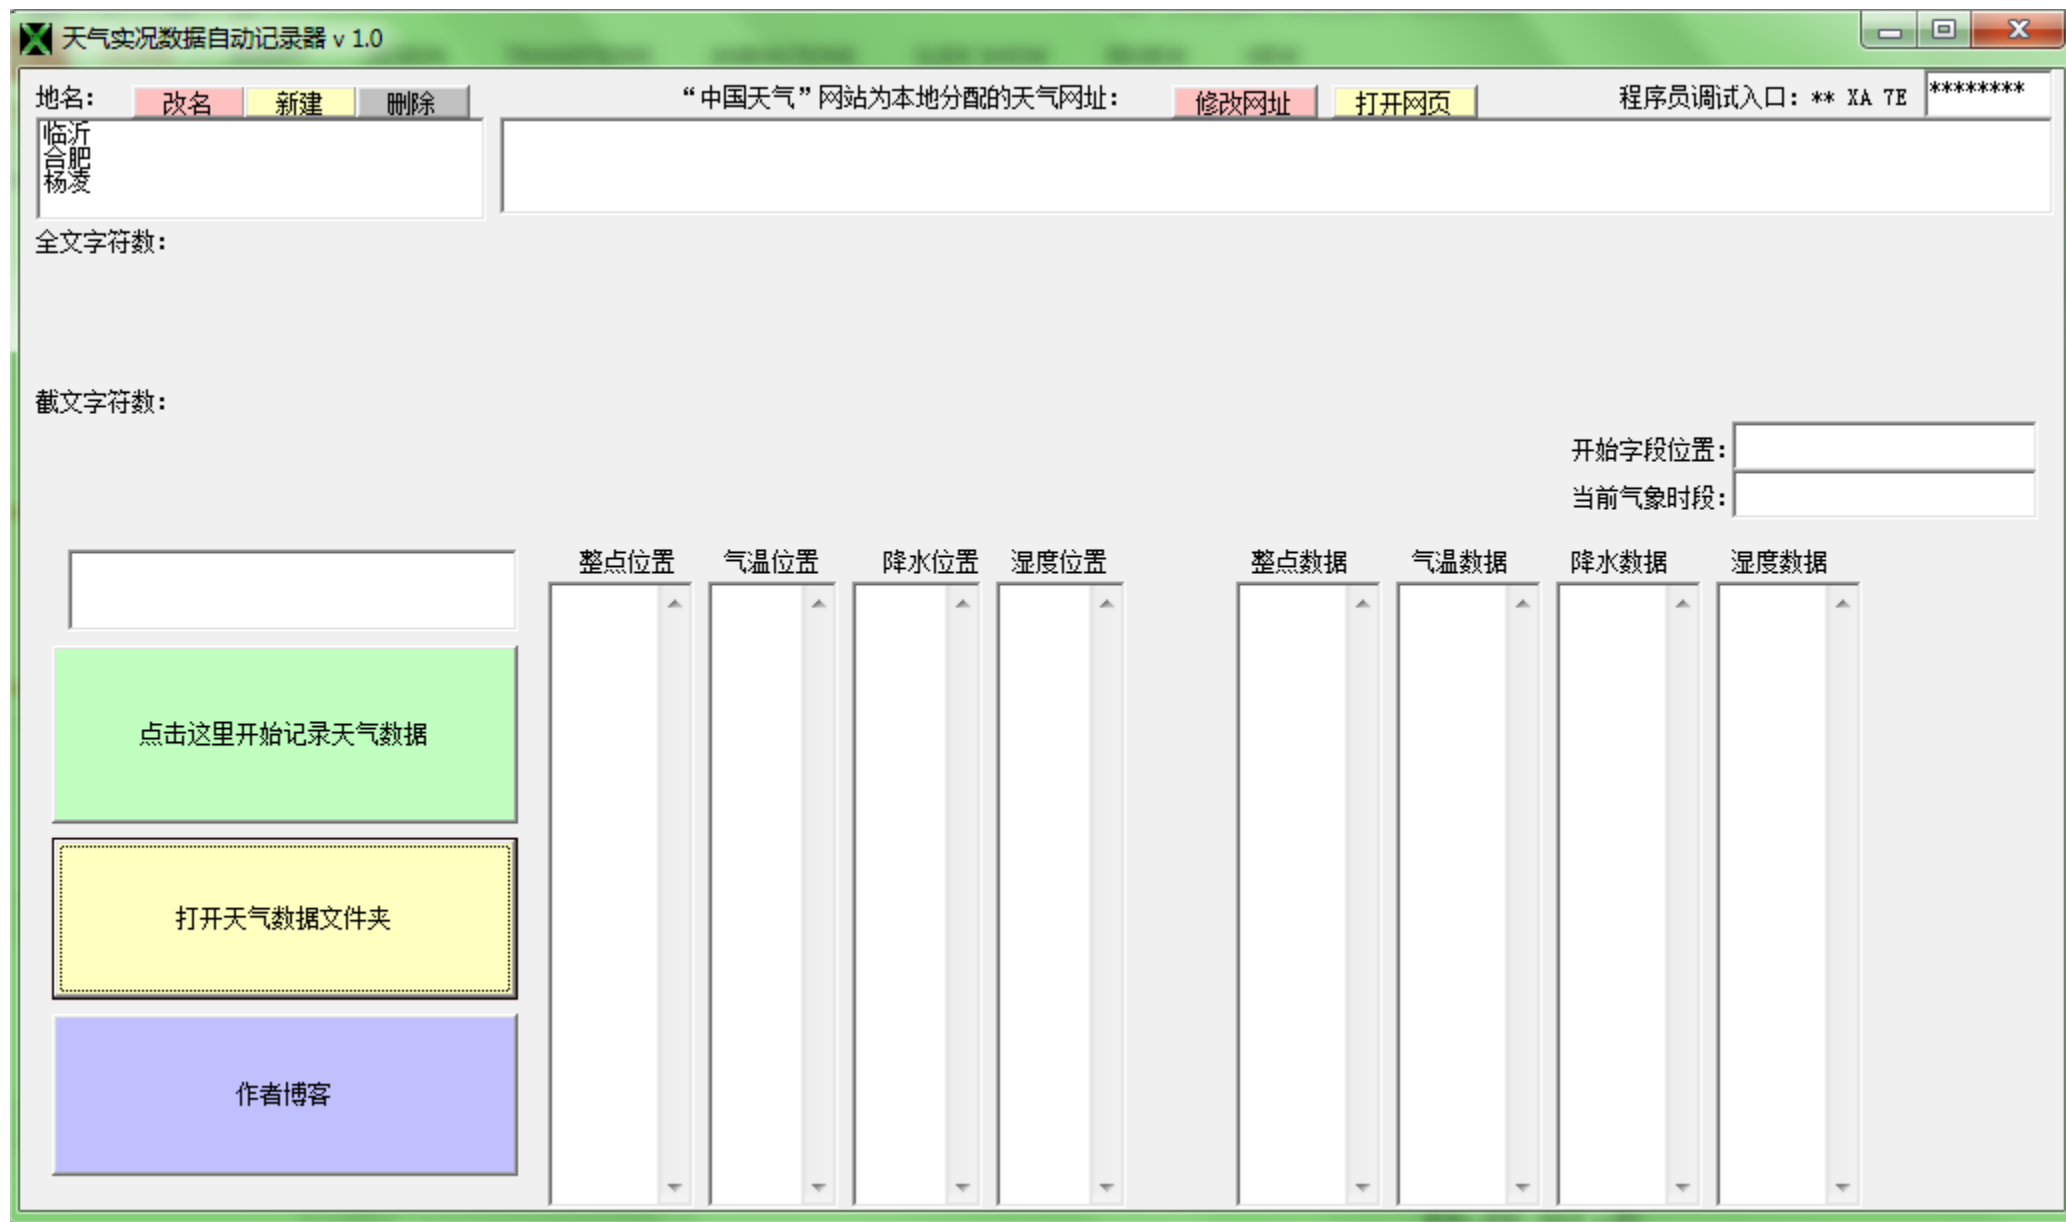 天气实况数据自动记录器 v 1.0
地名： 改名 新建 删除 “中国天气”网站为本地分配的天气网址： 修改网址 打开网页 程序员调试入口：** XA 7E ********
临沂
合肥
杨凌
全文字符数：
截文字符数：
开始字段位置：
当前气象时段：
整点位置 气温位置 降水位置 湿度位置 整点数据 气温数据 降水数据 湿度数据
点击这里开始记录天气数据
打开天气数据文件夹
作者博客